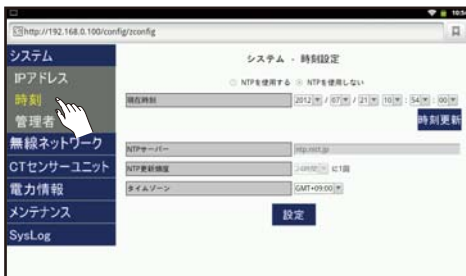 10:54
http://192.168.0.100/config/zconfig
システム
IPアドレス
時刻
管理者
無線ネットワーク
CTセンサーユニット
電力情報
メンテナンス
SysLog
システム - 時刻設定
NTPを使用する NTPを使用しない
現在時刻 2012 / 07 / 21 10 : 54 : 00
時刻更新
NTPサーバー ntp.nict.jp
NTP更新頻度 24時間 に1回
タイムゾーン GMT+09:00
設定